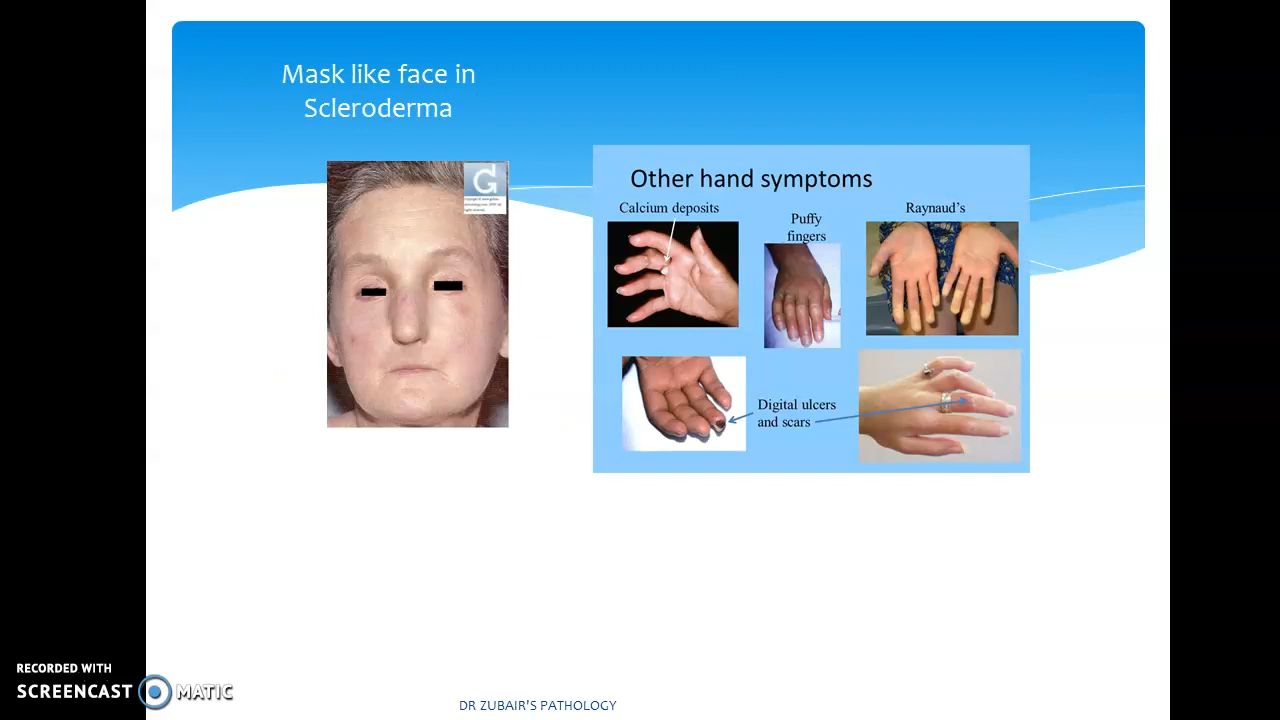 Mask like face in
Scleroderma
Other hand symptoms
Calcium deposits
Puffy
fingers
Raynaud's
Digital ulcers
and scars
RECORDED WITH
SCREENCAST MATIC
DR ZUBAIR'S PATHOLOGY